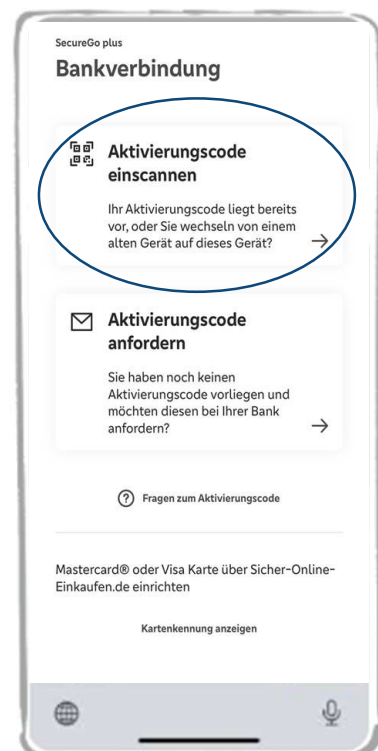 SecureGo plus
Bankverbindung
Aktivierungscode
einscannen
Ihr Aktivierungscode liegt bereits
vor, oder Sie wechseln von einem
alten Gerät auf dieses Gerät?
Aktivierungscode
anfordern
Sie haben noch keinen
Aktivierungscode vorliegen und
möchten diesen bei Ihrer Bank
anfordern?
Fragen zum Aktivierungscode
Mastercard® oder Visa Karte über Sicher-Online-
Einkaufen.de einrichten
Kartenkennung anzeigen